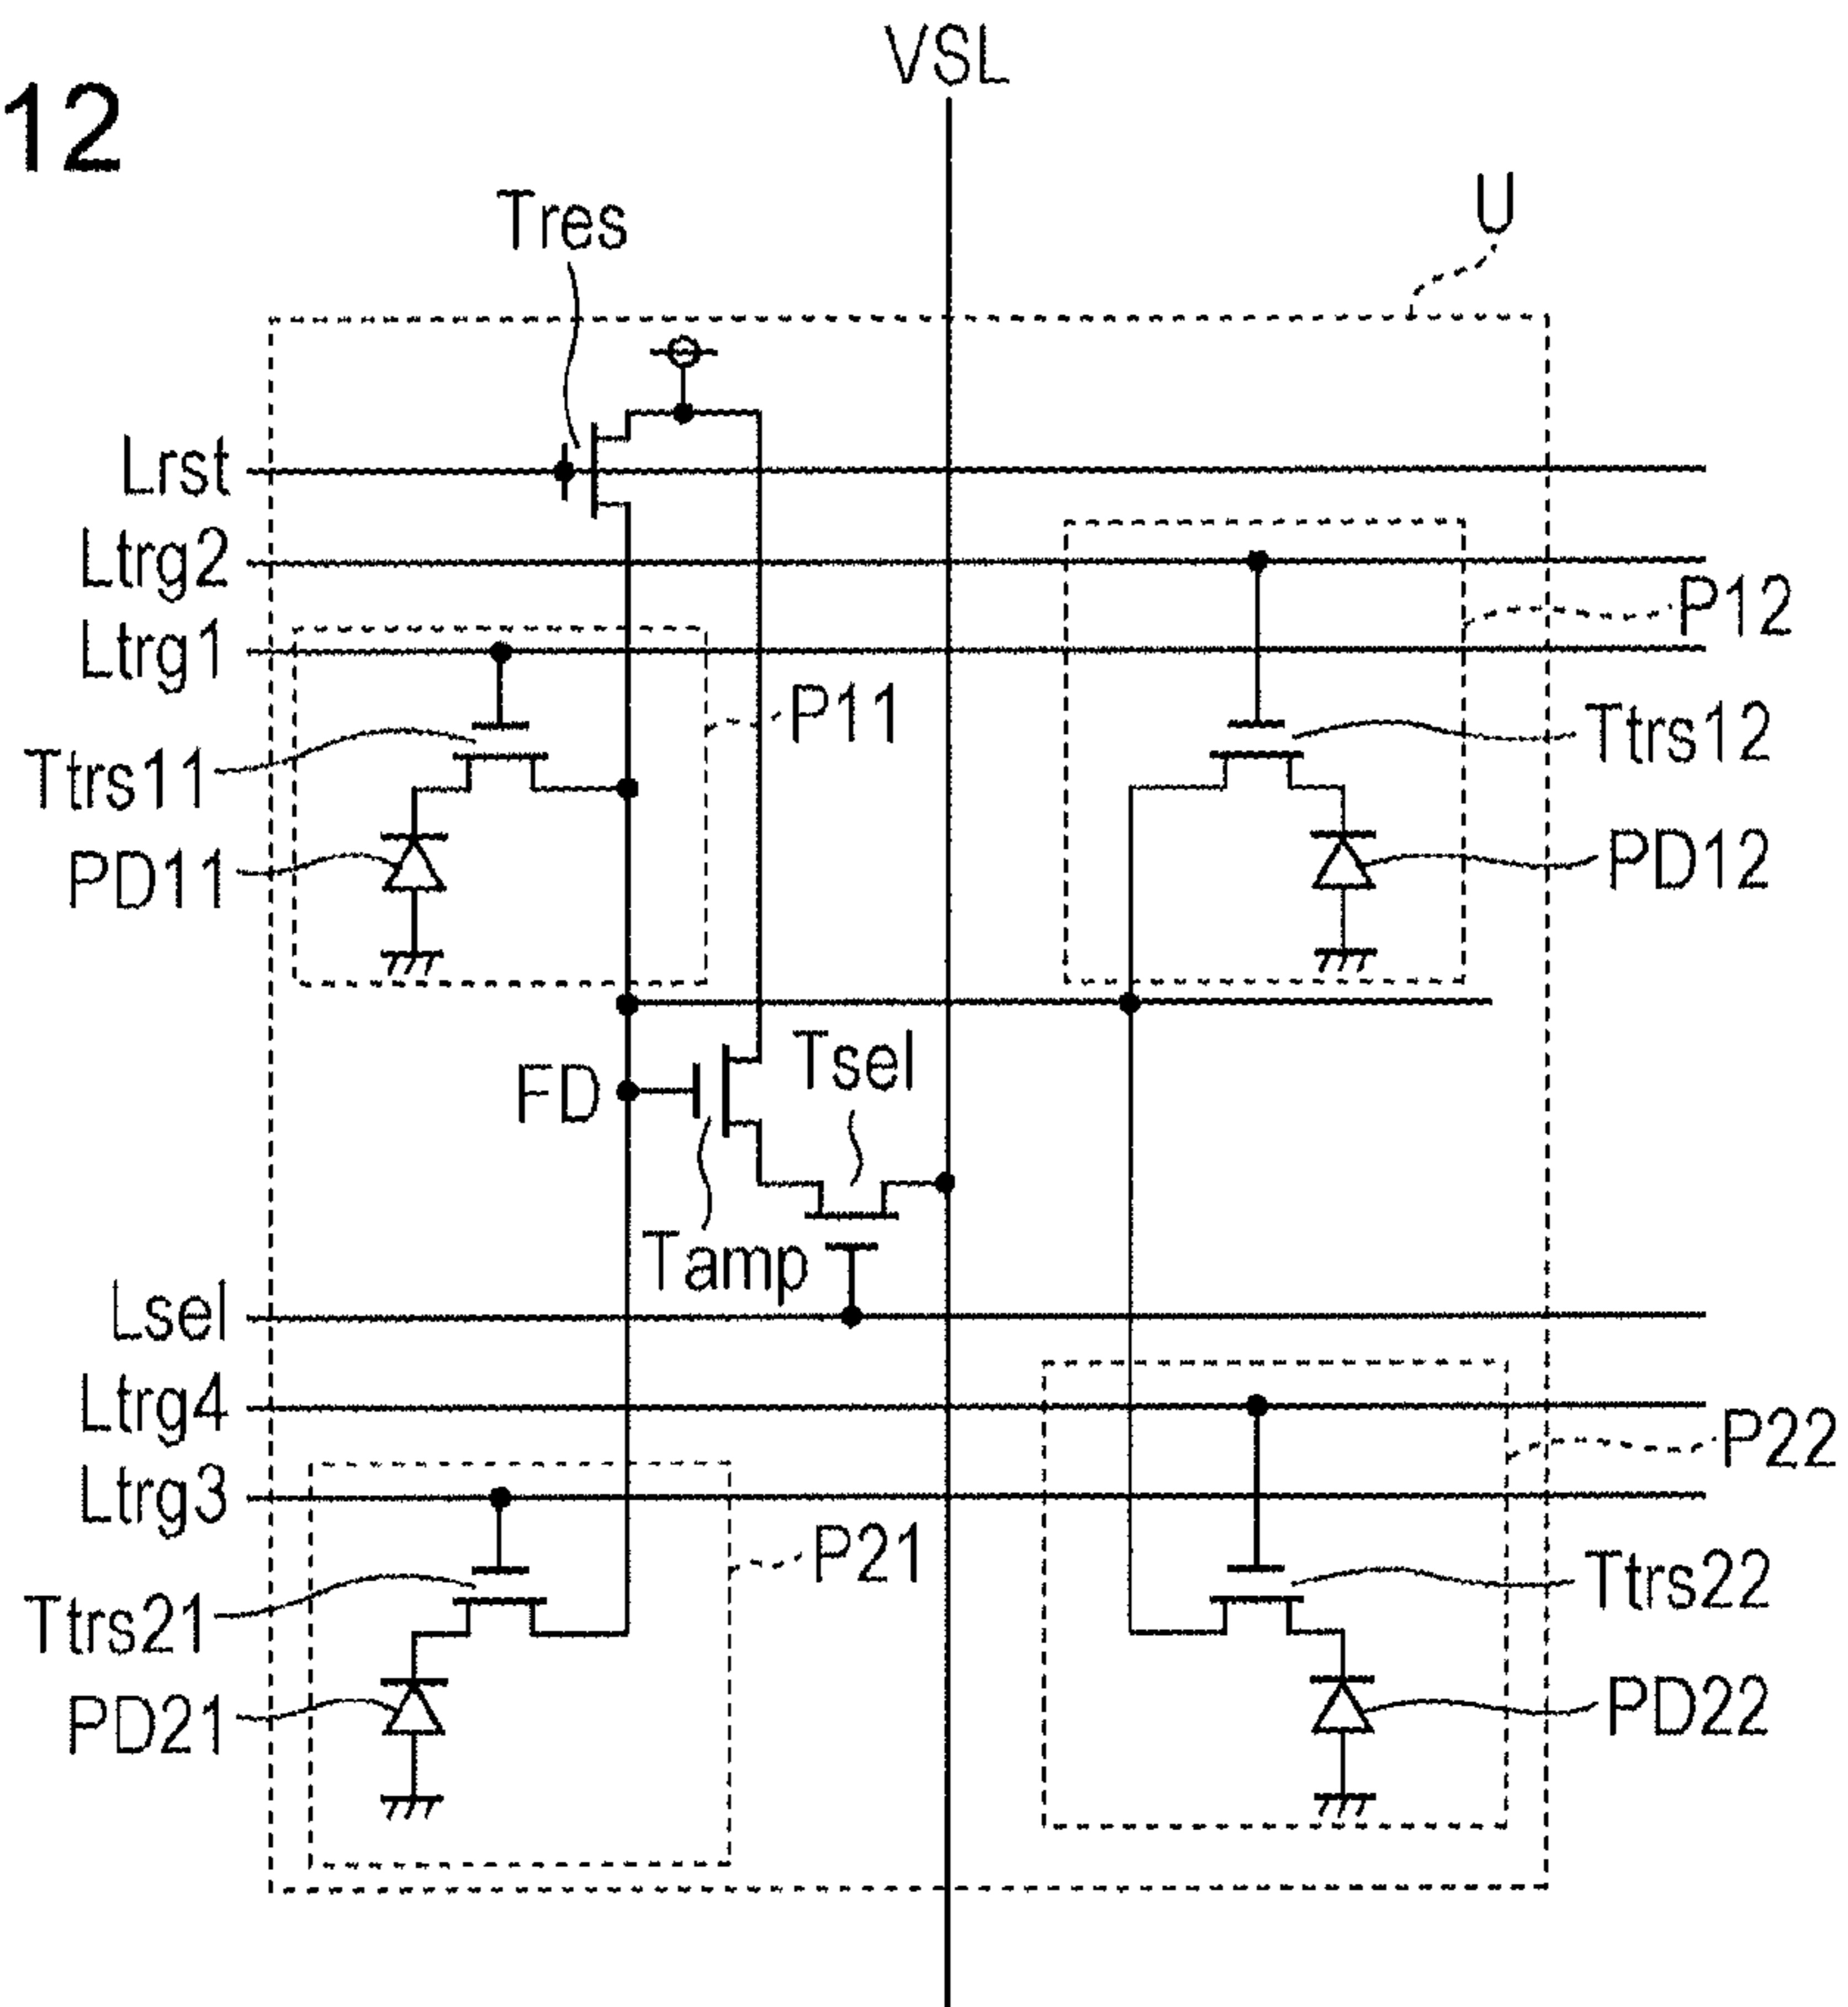 12
VSL
Tres
U
Lrst
Ltrg2
P12
Ltrg1
P11
Ttrs12
Ttrs11
PD12
PD11
Tsel
FD
Tamp
Lsel
Ltrg4
P22
Ltrg3
P21
Ttrs22
Ttrs21
PD22
PD21